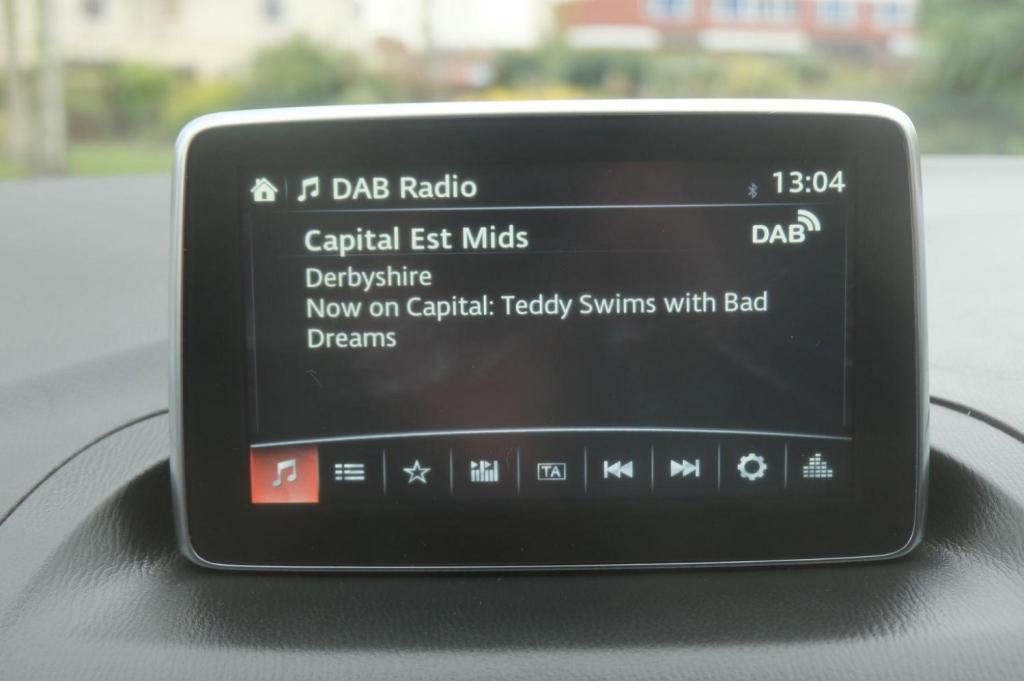 DAB Radio 13:04
Capital Est Mids DAB
Derbyshire
Now on Capital: Teddy Swims with Bad
Dreams
TA